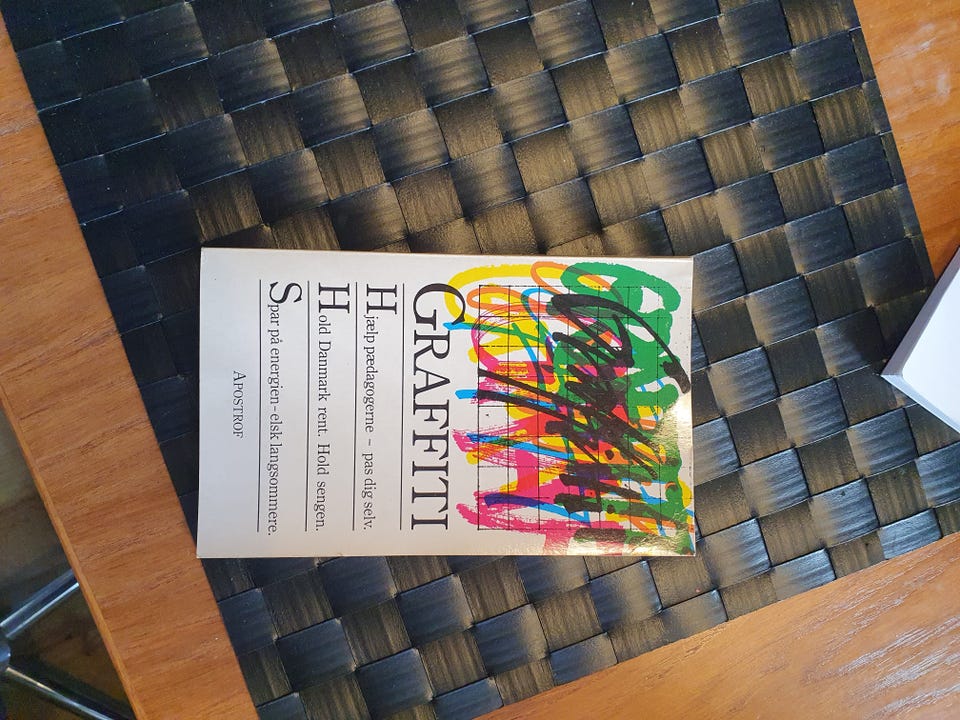 GRAFFITI
Hjælp pædagogerne – pas dig selv.
Hold Danmark rent. Hold sengen.
Spar på energien – elsk langsommere.
APOSTROF